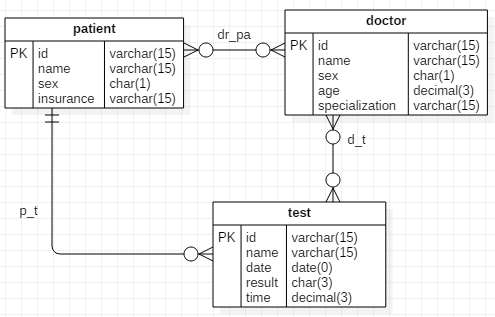 patient
PK id varchar(15)
name varchar(15)
sex char(1)
insurance varchar(15)
dr_pa
doctor
PK id varchar(15)
name varchar(15)
sex char(1)
age decimal(3)
specialization varchar(15)
d_t
p_t
test
PK id varchar(15)
name varchar(15)
date date(0)
result char(3)
time decimal(3)